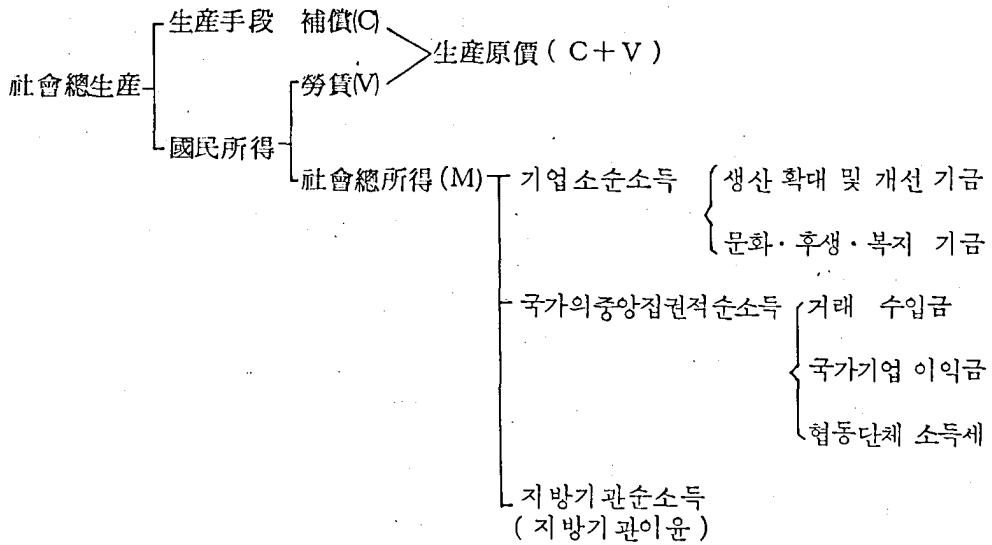 生産手段 補償(C)
生産原價 ( C+V )
社會總生産
勞賃(V)
國民所得
社會總所得(M)
기업소순소득
생산 확대 및 개선 기금
문화·후생·복지 기금
국가의중앙집권적순소득
거래 수입금
국가기업 이익금
협동단체 소득세
지방기관순소득
( 지방기관이윤 )